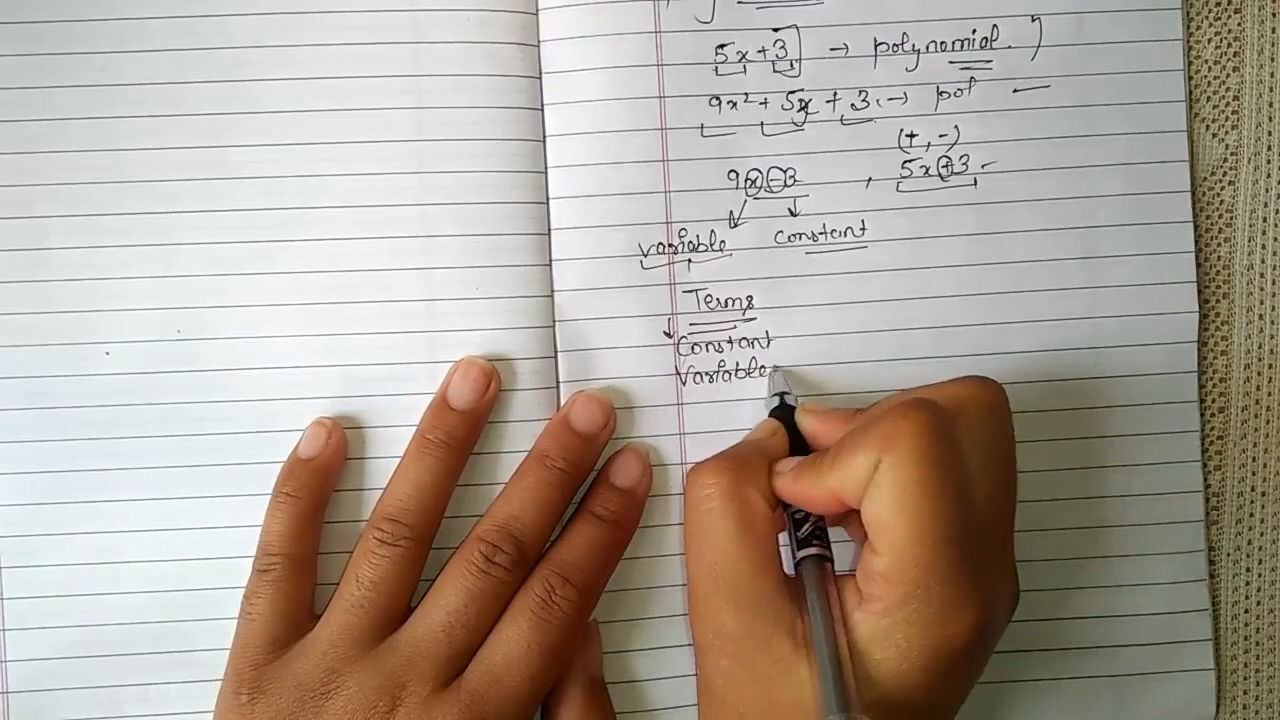 5x + 3 → polynomial.
9x² + 5x + 3. → pol
(+, -)
9x - 3 , 5x + 3 -
variable constant
Terms
↓ Constant
Variable